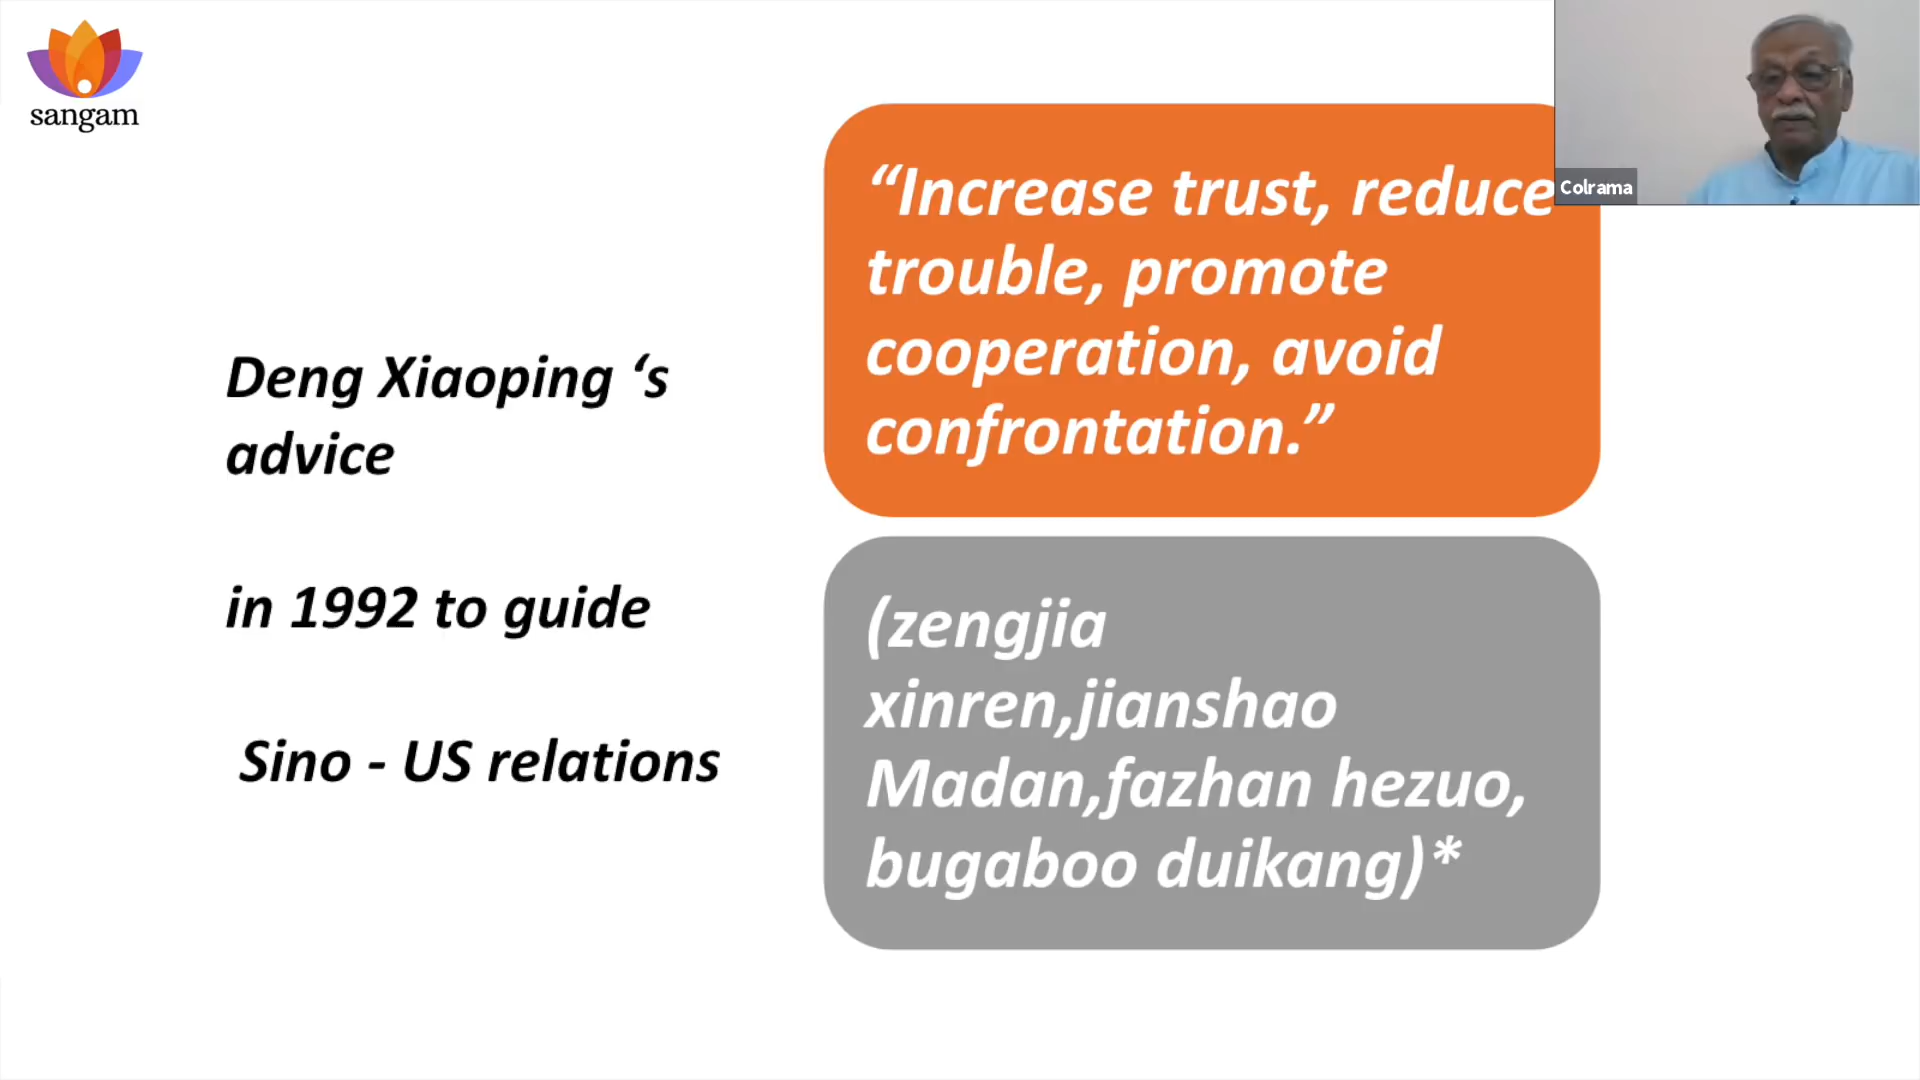 sangam
Deng Xiaoping ‘s
advice
in 1992 to guide
Sino - US relations
“Increase trust, reduce
trouble, promote
cooperation, avoid
confrontation.”
(zengjia
xinren,jianshao
Madan,fazhan hezuo,
bugaboo duikang)*
Colrama